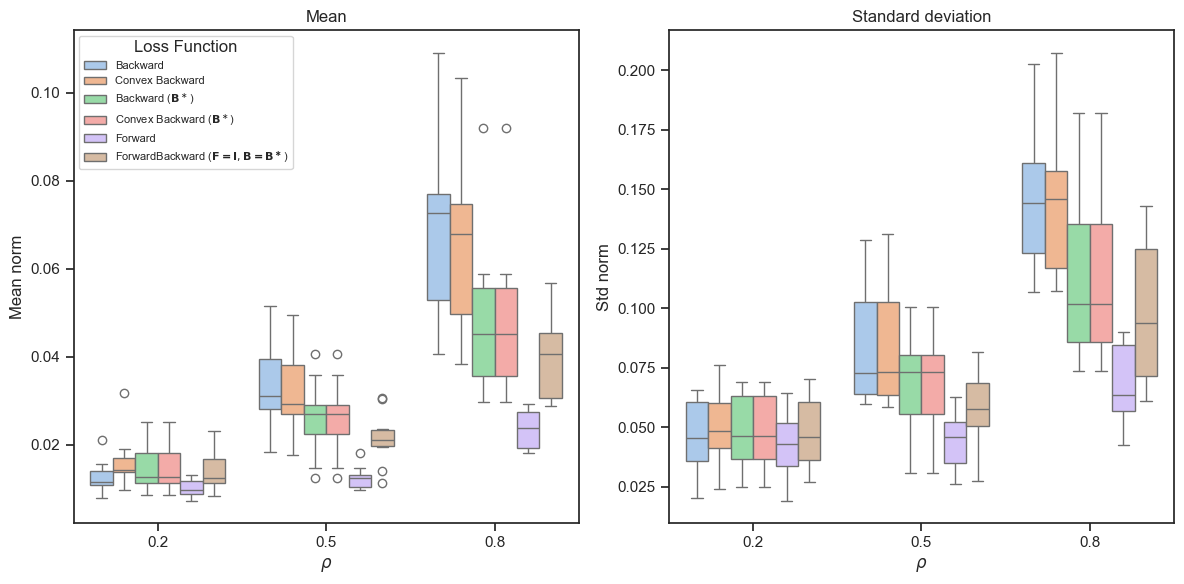 Mean
Loss Function
Backward
Convex Backward
Backward (B*)
Convex Backward (B*)
Forward
ForwardBackward (F = I, B = B*)
0.10
0.08
0.06
0.04
0.02
Mean norm
0.2 0.5 0.8
ρ
Standard deviation
0.200
0.175
0.150
0.125
0.100
0.075
0.050
0.025
Std norm
0.2 0.5 0.8
ρ